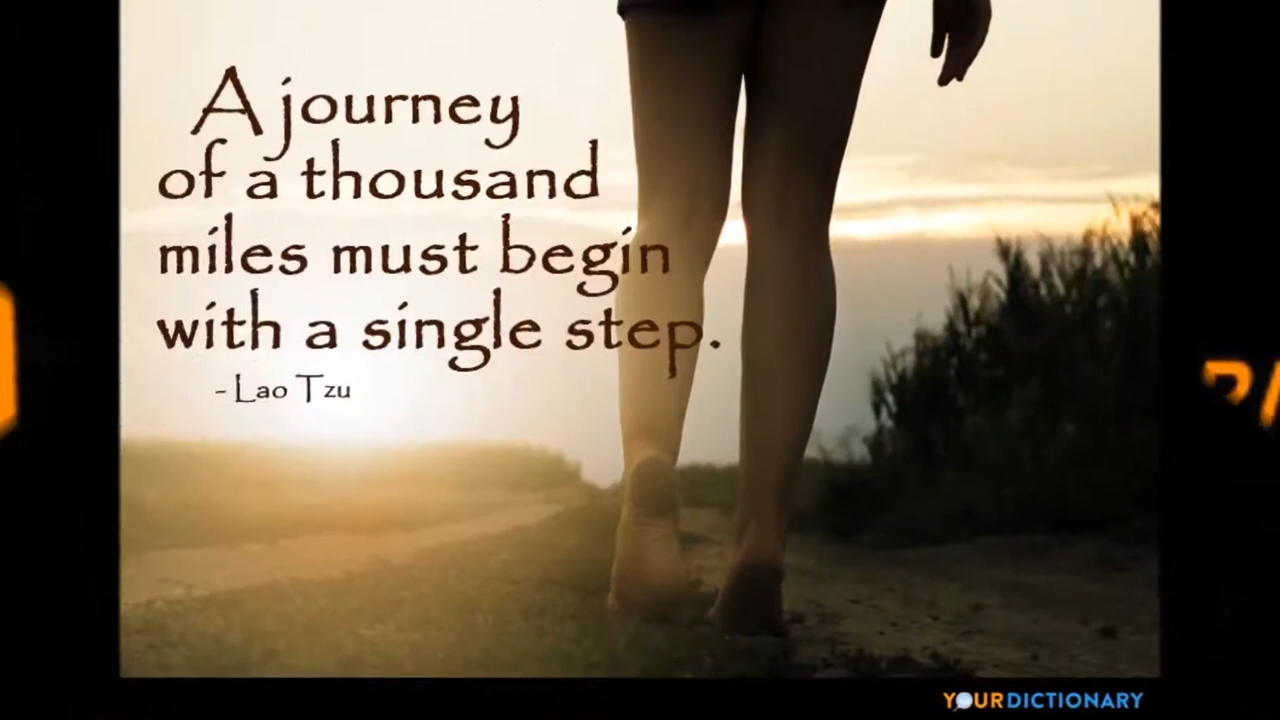 A journey
of a thousand
miles must begin
with a single step.
- Lao Tzu
YOURDICTIONARY